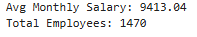 Avg Monthly Salary: 9413.04
Total Employees: 1470